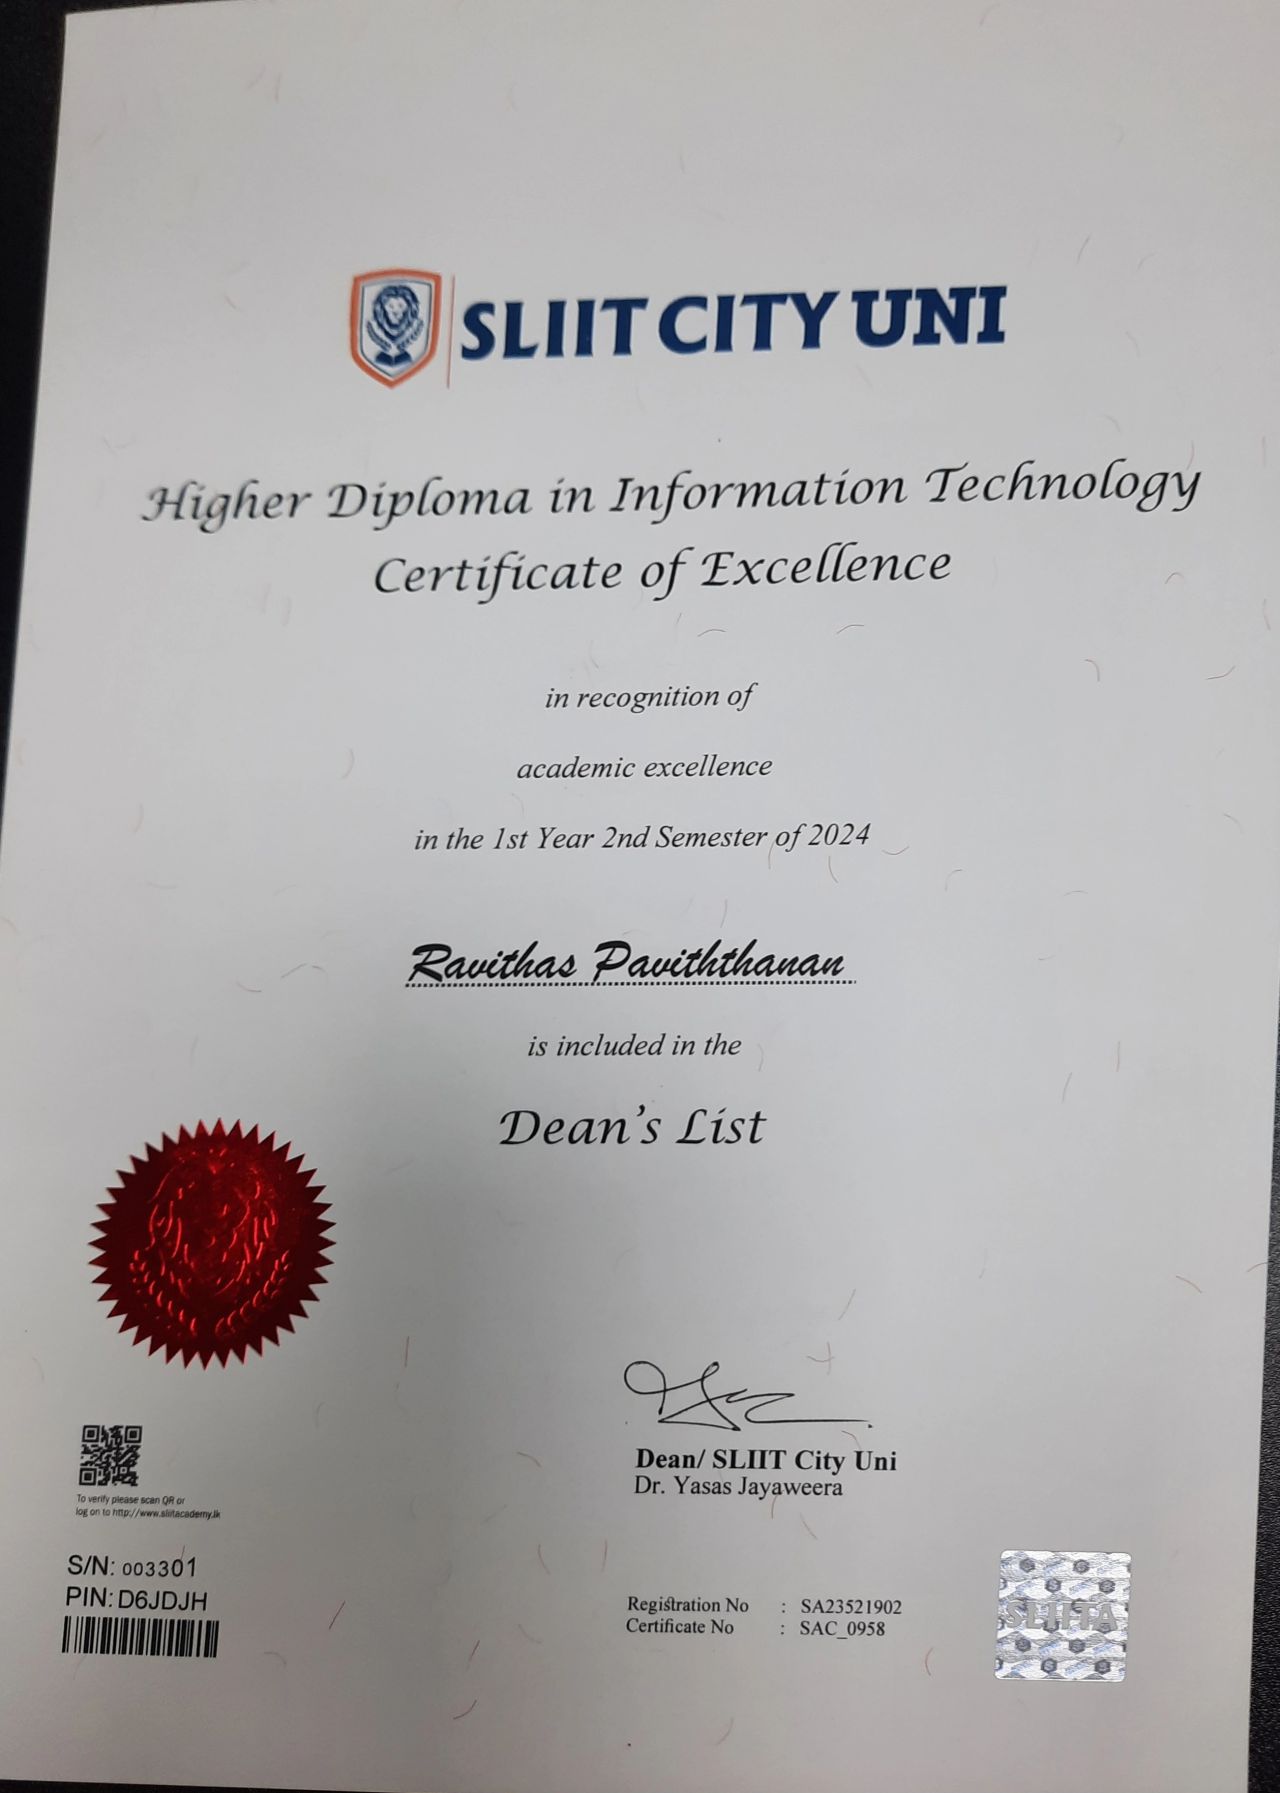 SLIIT CITY UNI
Higher Diploma in Information Technology
Certificate of Excellence
in recognition of
academic excellence
in the 1st Year 2nd Semester of 2024
Ravithas Paviththanan
is included in the
Dean's List
Dean/ SLIIT City Uni
Dr. Yasas Jayaweera
To verify please scan QR or
log on to http://www.sliitacademy.lk
S/N: 003301
PIN: D6JDJH
Registration No : SA23521902
Certificate No : SAC_0958
SLIITA